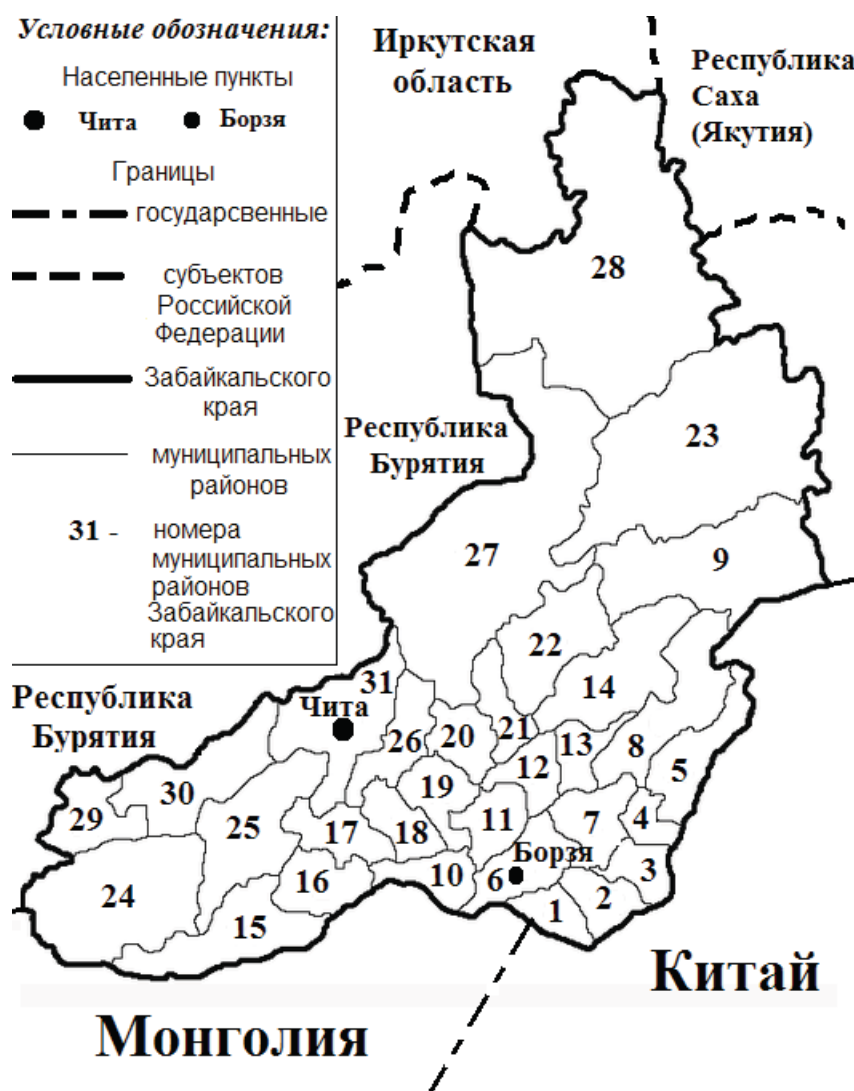 Условные обозначения:
Населенные пункты
Чита Борзя
Границы
государсвенные
субъектов
Российской
Федерации
Забайкальского
края
муниципальных
районов
31 - номера
муниципальных
районов
Забайкальского
края
Иркутская
область
Республика
Саха
(Якутия)
28
23
Республика
Бурятия
27
9
22
14
31
Чита
Республика
Бурятия
26
20
21
13
8
5
12
19
30
29
25
17
18
11
7
4
Борзя
3
24
16
10
6
2
1
15
Китай
Монголия